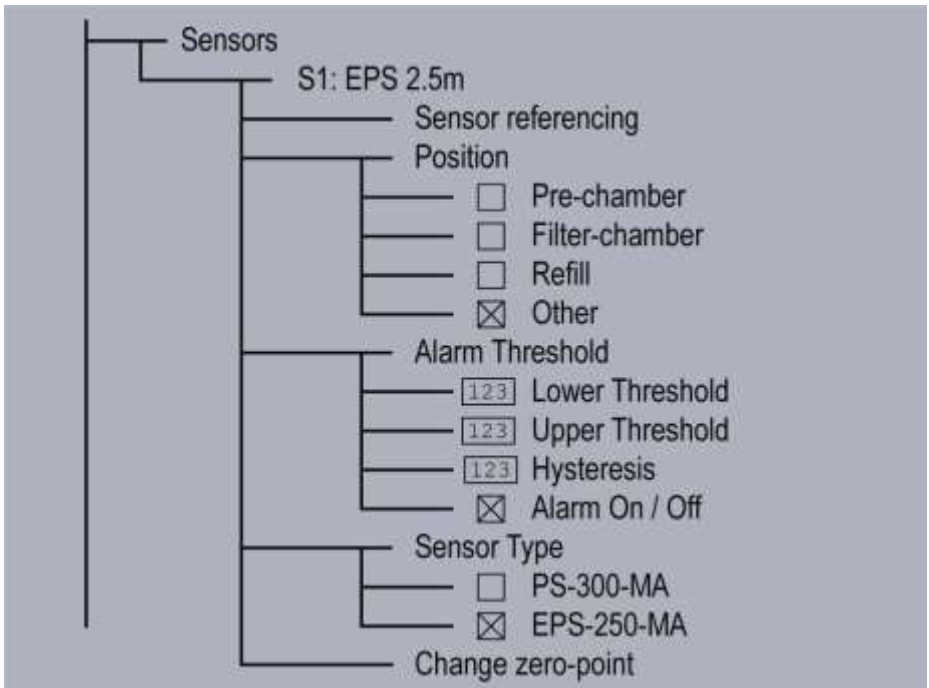 Sensors
S1: EPS 2.5m
Sensor referencing
Position
Pre-chamber
Filter-chamber
Refill
Other
Alarm Threshold
123 Lower Threshold
123 Upper Threshold
123 Hysteresis
Alarm On / Off
Sensor Type
PS-300-MA
EPS-250-MA
Change zero-point